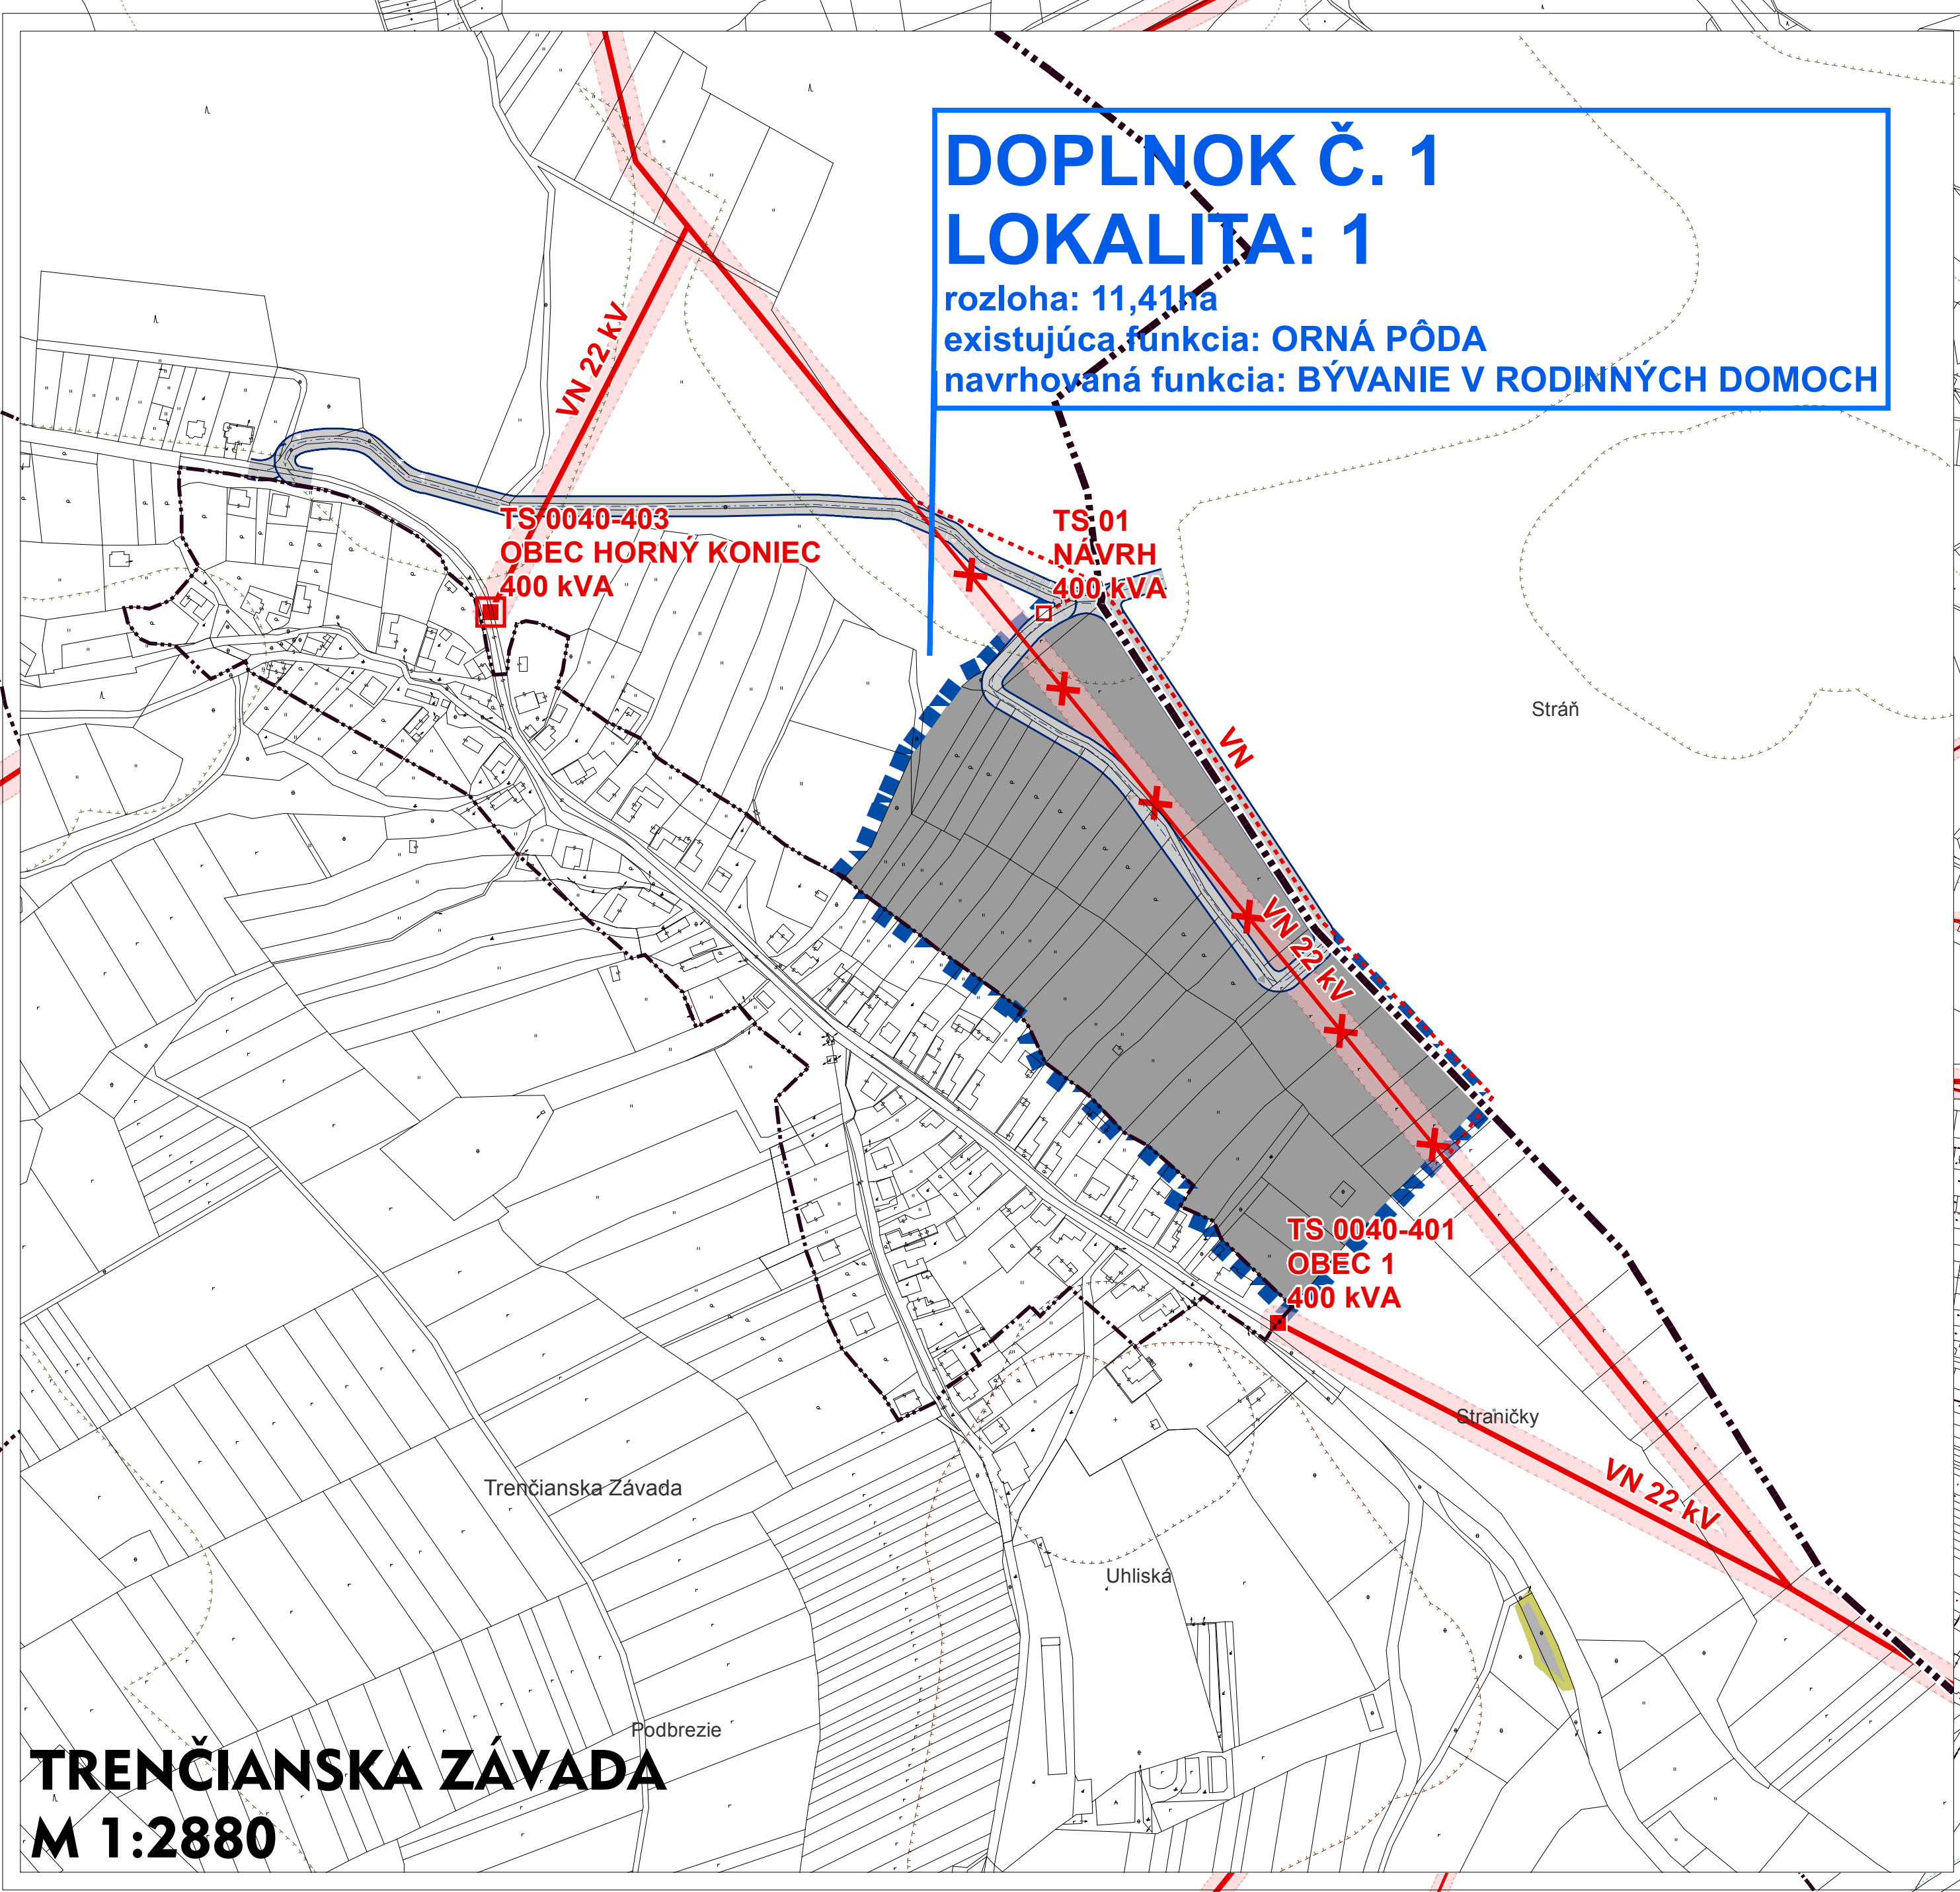 DOPLNOK Č. 1
LOKALITA: 1
rozloha: 11,41ha
existujúca funkcia: ORNÁ PÔDA
navrhovaná funkcia: BÝVANIE V RODINNÝCH DOMOCH
VN 22 kV
TS 0040-403
OBEC HORNÝ KONIEC
400 kVA
TS 01
NÁVRH
400 kVA
Stráň
VN
VN 22 kV
TS 0040-401
OBEC 1
400 kVA
Straničky
VN 22 kV
Trenčianska Závada
Uhliská
Podbrezie
TRENČIANSKA ZÁVADA
M 1:2880